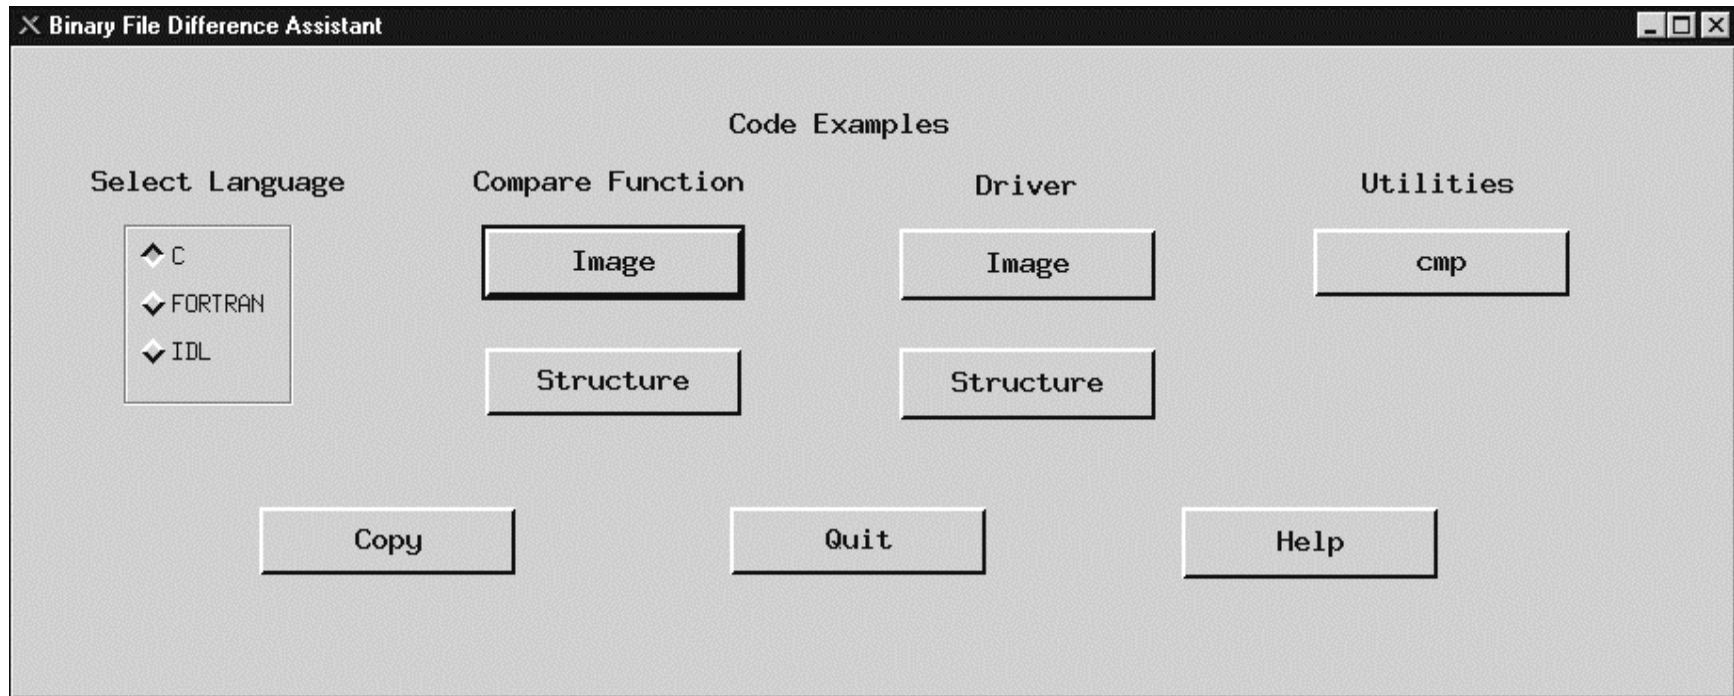 Binary File Difference Assistant
Code Examples
Select Language
Compare Function
Driver
Utilities
C
FORTRAN
IDL
Image
Structure
Image
Structure
cmp
Copy
Quit
Help